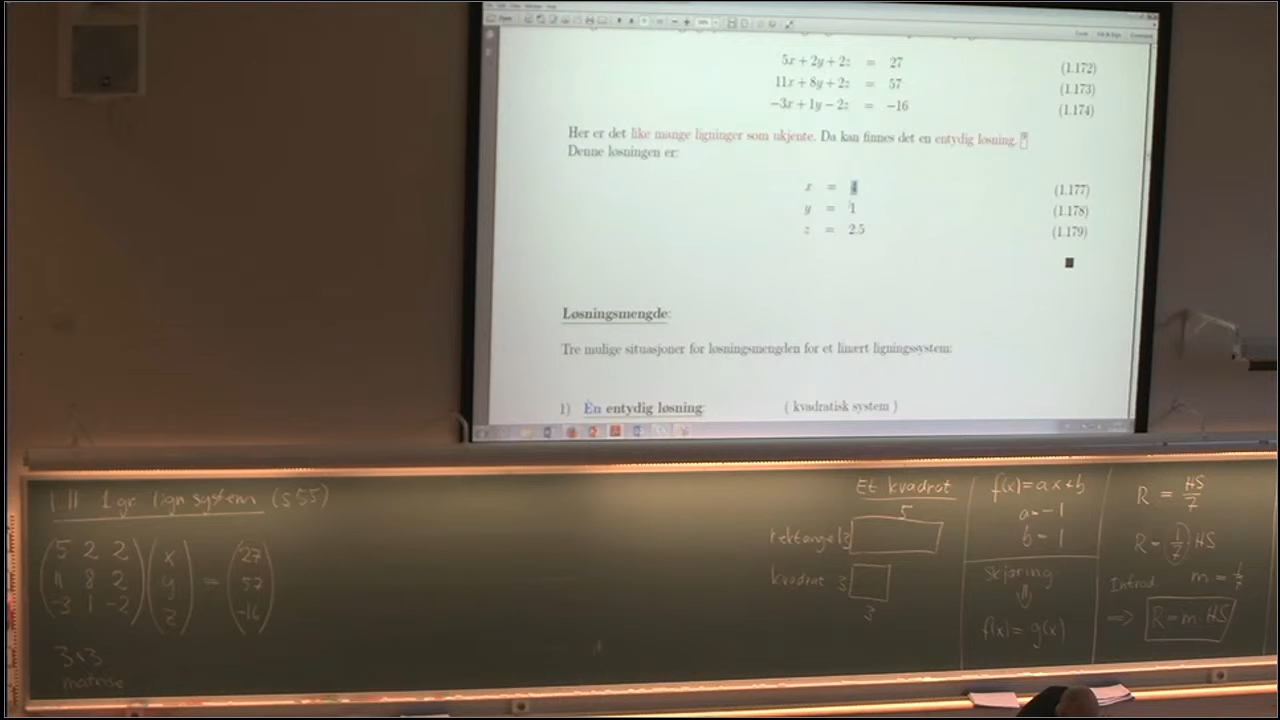 5x + 2y + 2z = 27 (1.172)
11x + 8y + 2z = 57 (1.173)
−3x + 1y − 2z = −16 (1.174)
Her er det like mange ligninger som ukjente. Da kan finnes det en entydig løsning.
Denne løsningen er:
x = 4 (1.177)
y = 1 (1.178)
z = 2.5 (1.179)
Løsningsmengde:
Tre mulige situasjoner for løsningsmengden for et linært ligningssystem:
1) Én entydig løsning: ( kvadratisk system )
1.11 1.gr. lign system (s 55)
(5 2 2) (x) (27)
(11 8 2) (y) = (57)
(-3 1 -2) (z) (-16)
3x3
matrise
Et kvadrat
5
rektangel 3
kvadrat 3
3
f(x) = ax + b
a = -1
b = 1
skjæring
⇓
f(x) = g(x)
R = HS/7
R = (1/7) HS
Introd. m = 1/7
⇒ R = m · HS